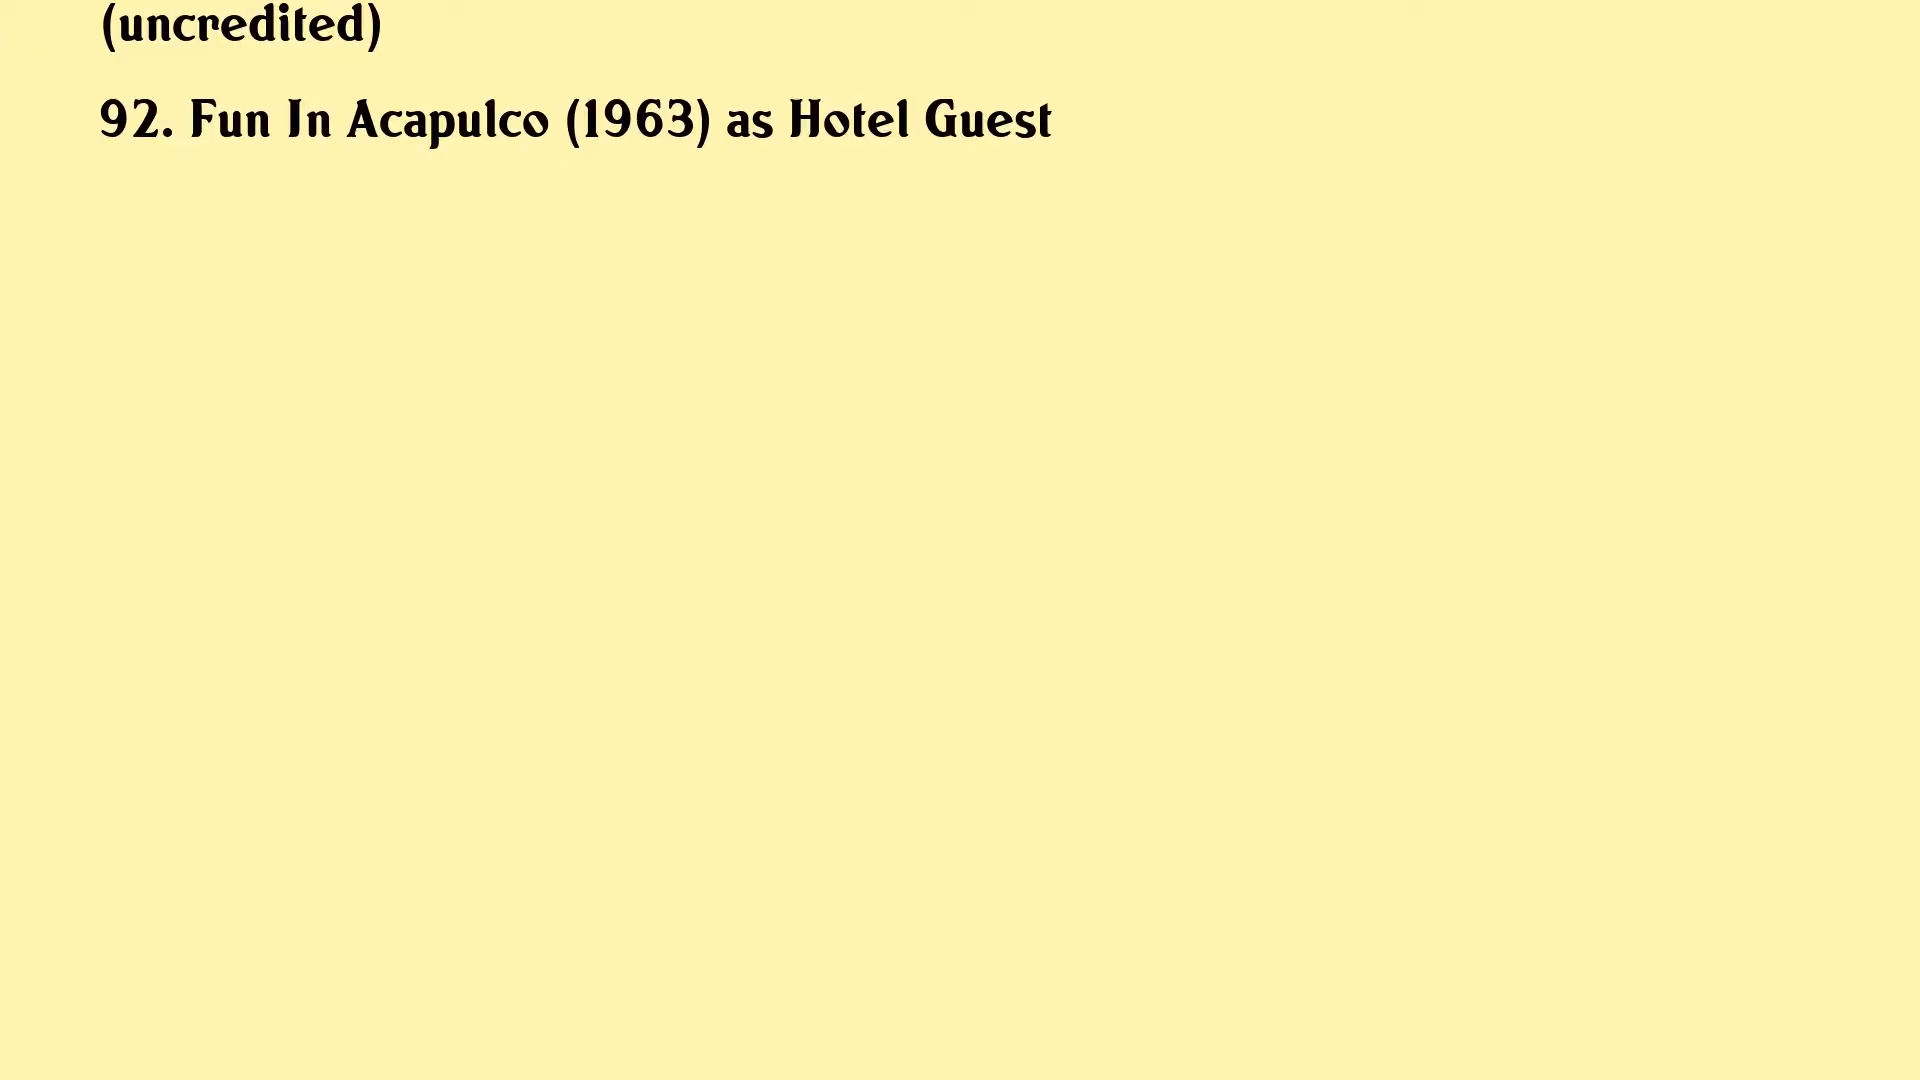 (uncredited)
92. Fun In Acapulco (1963) as Hotel Guest